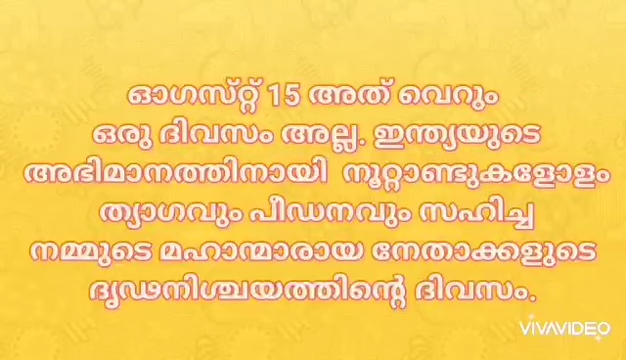 ഓഗസ്റ്റ് 15 അത് വെറും
ഒരു ദിവസം അല്ല. ഇന്ത്യയുടെ
അഭിമാനത്തിനായി നൂറ്റാണ്ടുകളോളം
ത്യാഗവും പീഡനവും സഹിച്ച
നമ്മുടെ മഹാന്മാരായ നേതാക്കളുടെ
ദൃഢനിശ്ചയത്തിന്റെ ദിവസം.
VIVAVIDEO